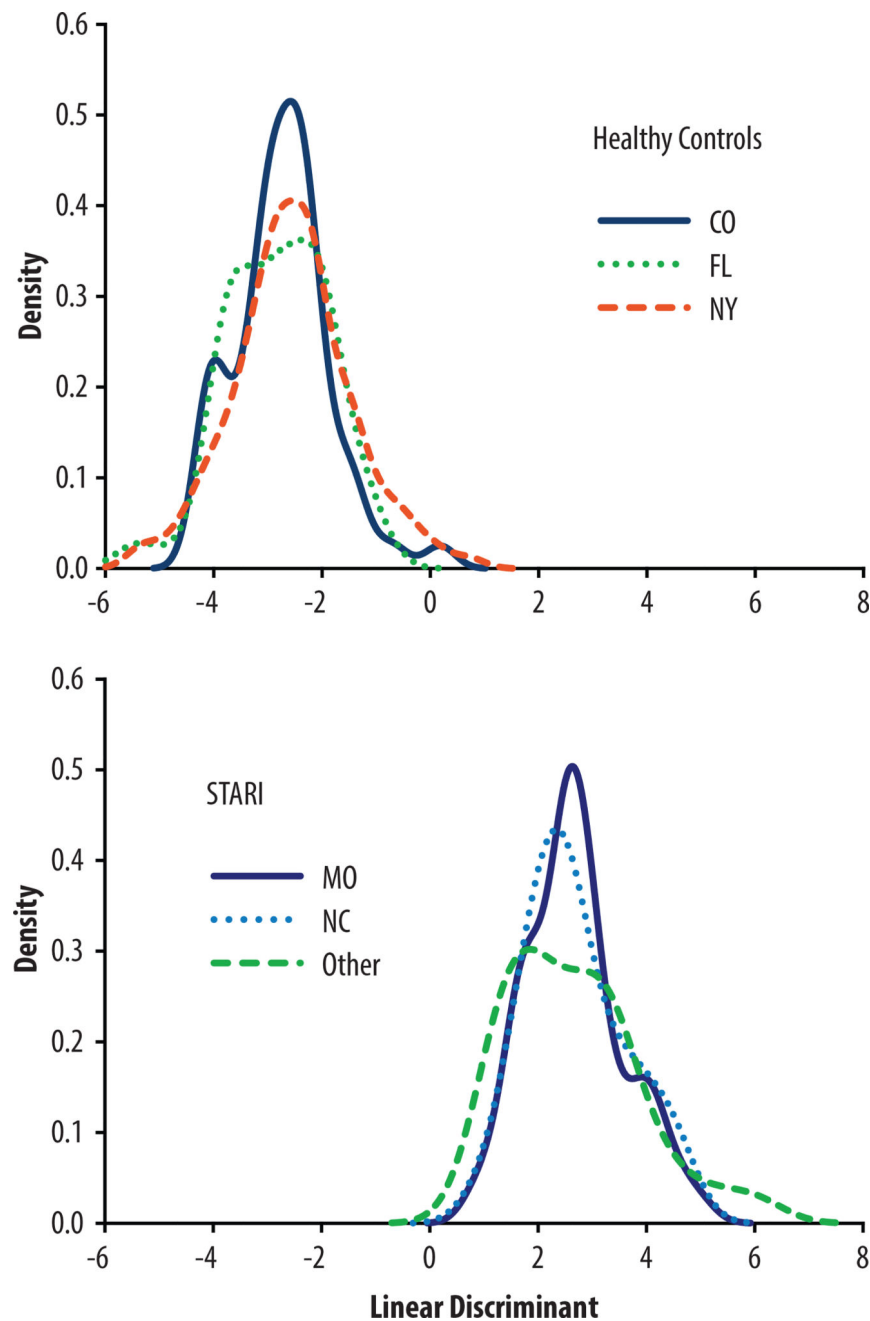 0.6
0.5
0.4
0.3
0.2
0.1
0.0
Density
-6 -4 -2 0 2 4 6 8
Healthy Controls
CO
FL
NY
0.6
0.5
0.4
0.3
0.2
0.1
0.0
Density
STARI
MO
NC
Other
-6 -4 -2 0 2 4 6 8
Linear Discriminant